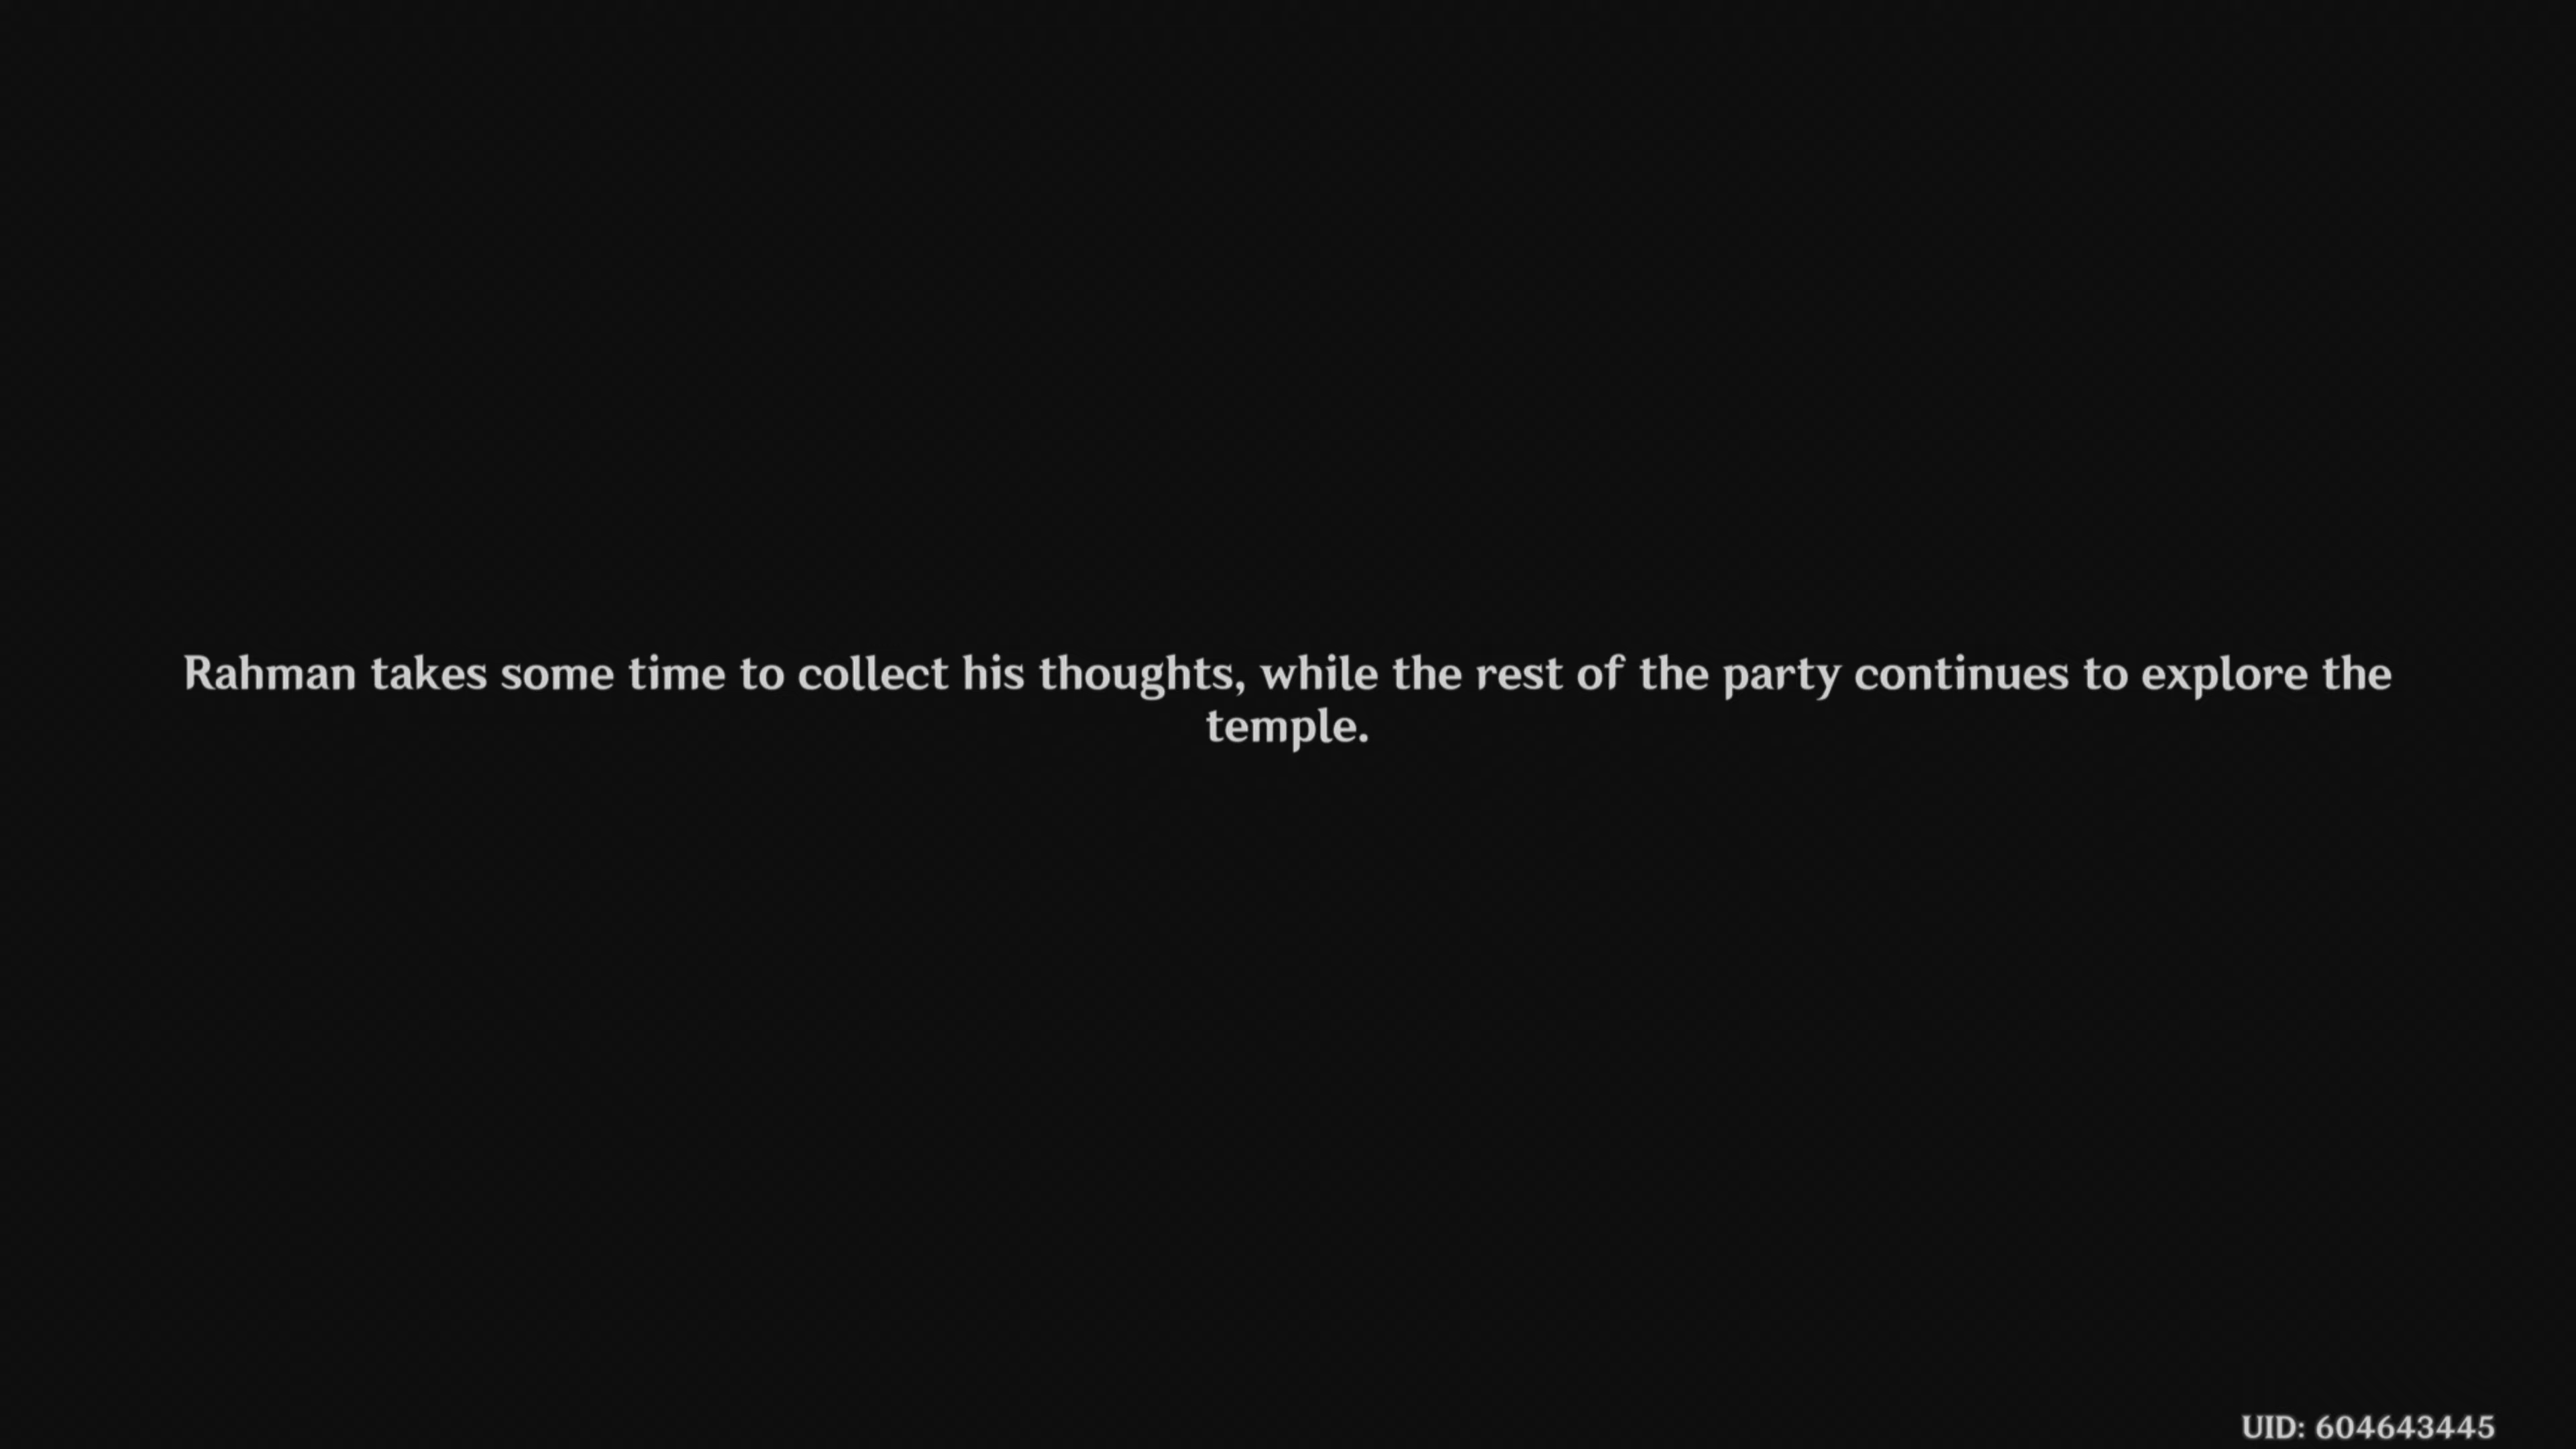 Rahman takes some time to collect his thoughts, while the rest of the party continues to explore the
temple.
UID: 604643445